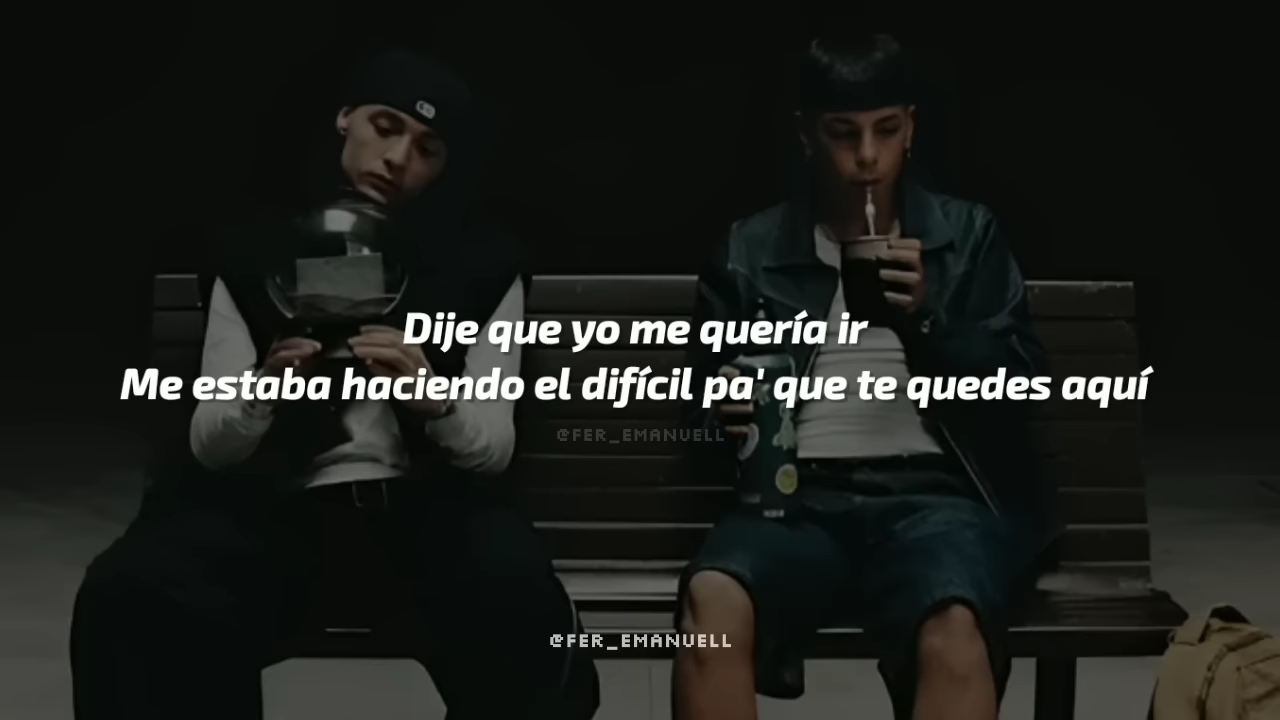 Dije que yo me quería ir
Me estaba haciendo el difícil pa' que te quedes aquí
@FER_EMANUELL
@FER_EMANUELL